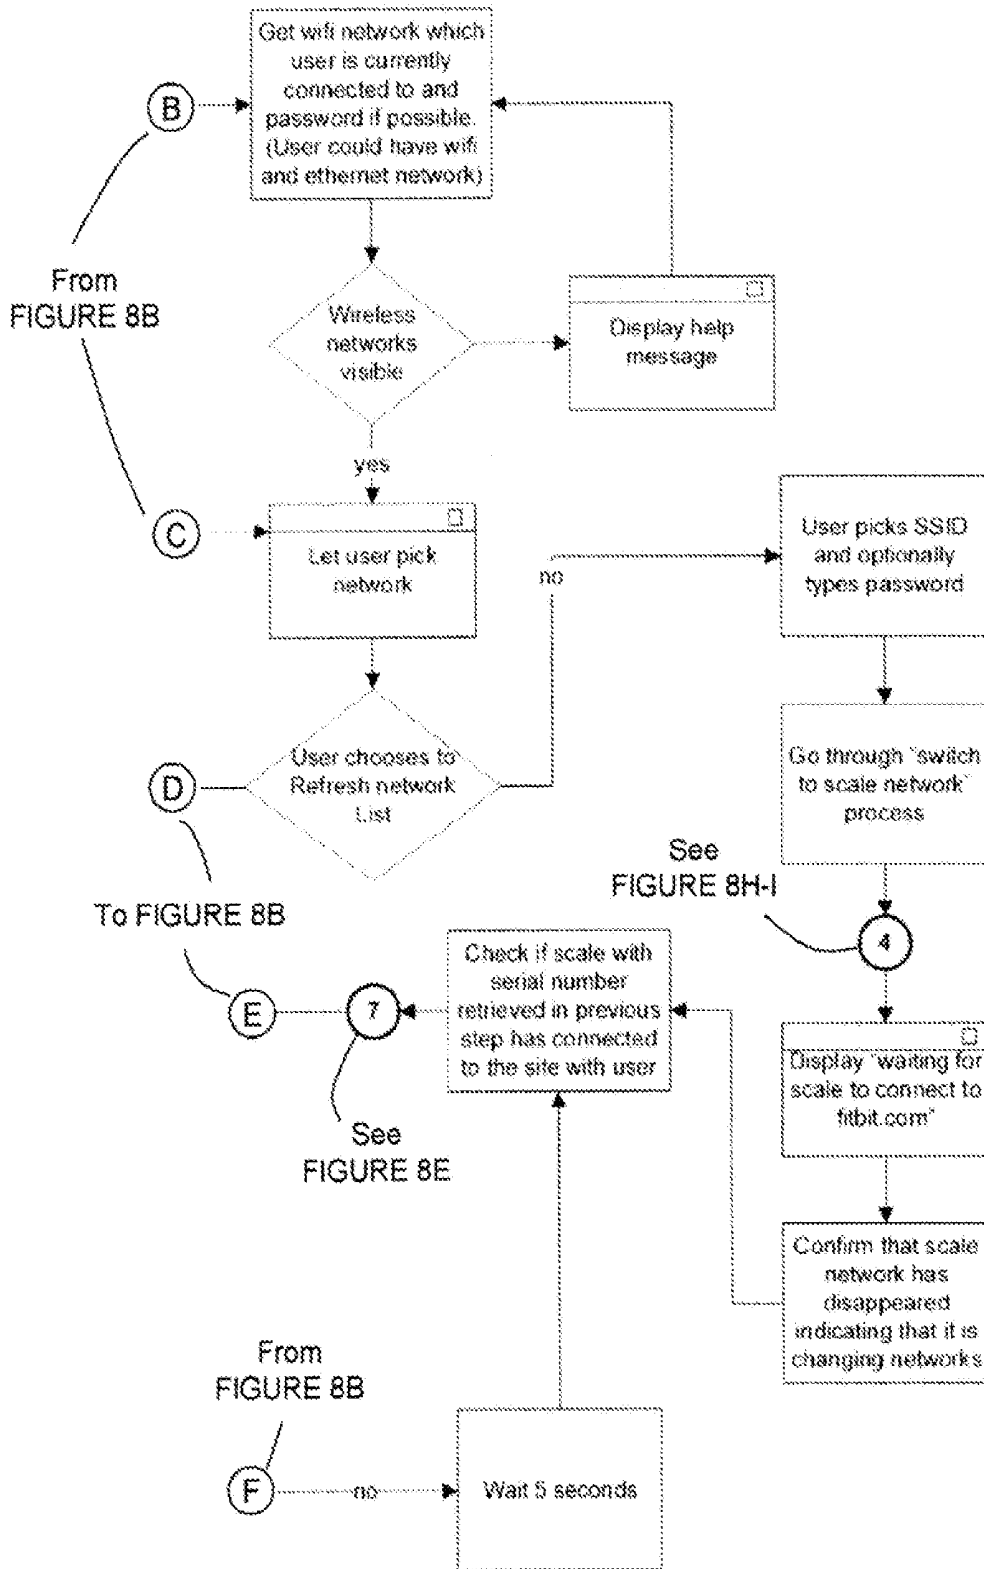 Get wifi network which
user is currently
connected to and
password if possible.
(User could have wifi
and ethernet network)
B
From
FIGURE 8B
Wireless
networks
visible
Display help
message
yes
C
Let user pick
network
no
User picks SSID
and optionally
types password
D
User chooses to
Refresh network
List
Go through "switch
to scale network"
process
See
FIGURE 8H-I
To FIGURE 8B
4
Check if scale with
serial number
retrieved in previous
step has connected
to the site with user
7
E
See
FIGURE 8E
Display "waiting for
scale to connect to
fitbit.com"
Confirm that scale
network has
disappeared
indicating that it is
changing networks
From
FIGURE 8B
F
no
Wait 5 seconds